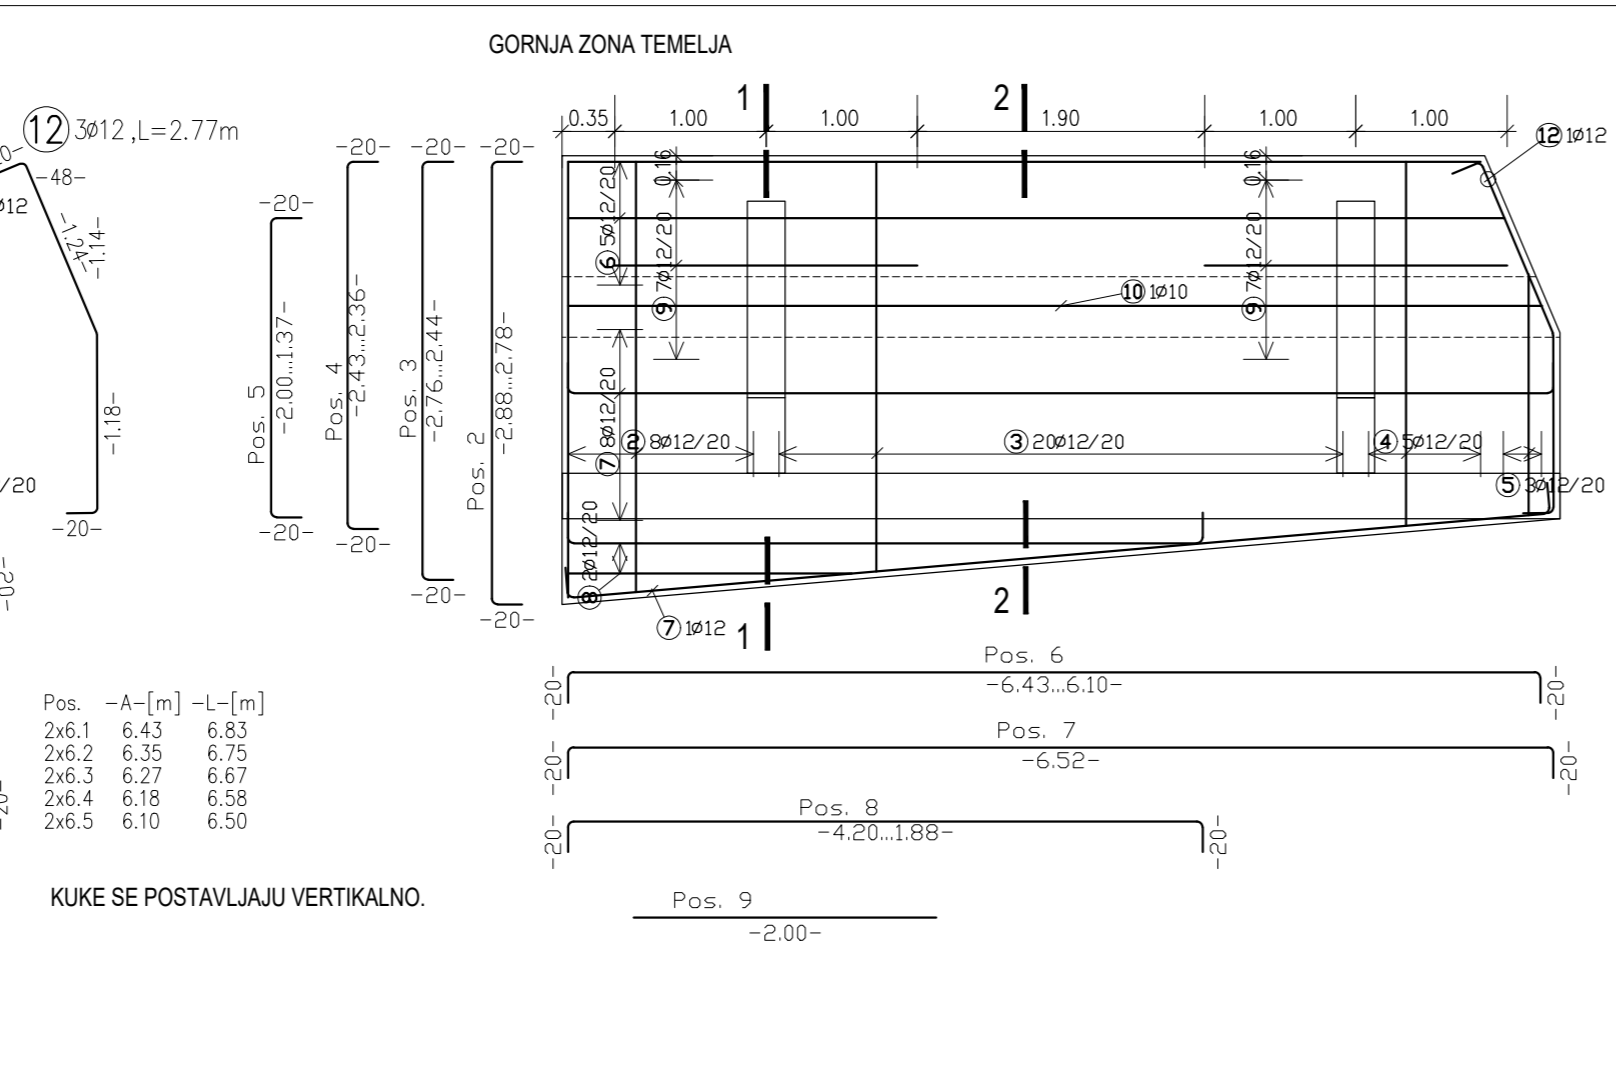 GORNJA ZONA TEMELJA
12 3ø12 ,L=2.77m
-48-
-1.24-
-1.14-
-1.18-
-20-
-20-
Pos. 5
-2.00...1.37-
-20-
-20-
Pos. 4
-2.43...2.36-
-20-
-20-
Pos. 3
-2.76...2.44-
-20-
-20-
Pos. 2
-2.88...2.78-
-20-
1
2
0.35
1.00
1.00
1.90
1.00
1.00
12 1ø12
0.16
0.16
6 5ø12/20
9 7ø12/20
9 7ø12/20
10 1ø10
7 8ø12/20
2 8ø12/20
3 20ø12/20
4 5ø12/20
5 3ø12/20
8 2ø12/20
7 1ø12
1
2
Pos. 6
-20-
-6.43...6.10-
-20-
Pos. 7
-20-
-6.52-
-20-
Pos. 8
-20-
-4.20...1.88-
-20-
Pos. 9
-2.00-
Pos. -A-[m] -L-[m]
2x6.1 6.43 6.83
2x6.2 6.35 6.75
2x6.3 6.27 6.67
2x6.4 6.18 6.58
2x6.5 6.10 6.50
KUKE SE POSTAVLJAJU VERTIKALNO.